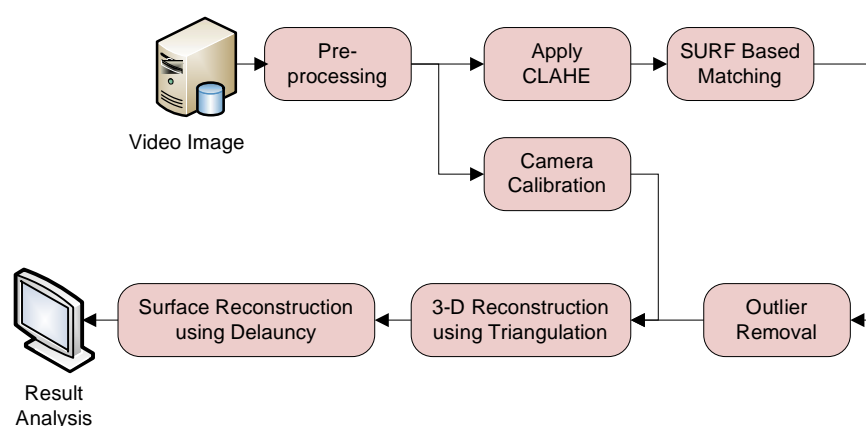 Video Image
Pre-
processing
Apply
CLAHE
SURF Based
Matching
Camera
Calibration
Outlier
Removal
3-D Reconstruction
using Triangulation
Surface Reconstruction
using Delauncy
Result
Analysis